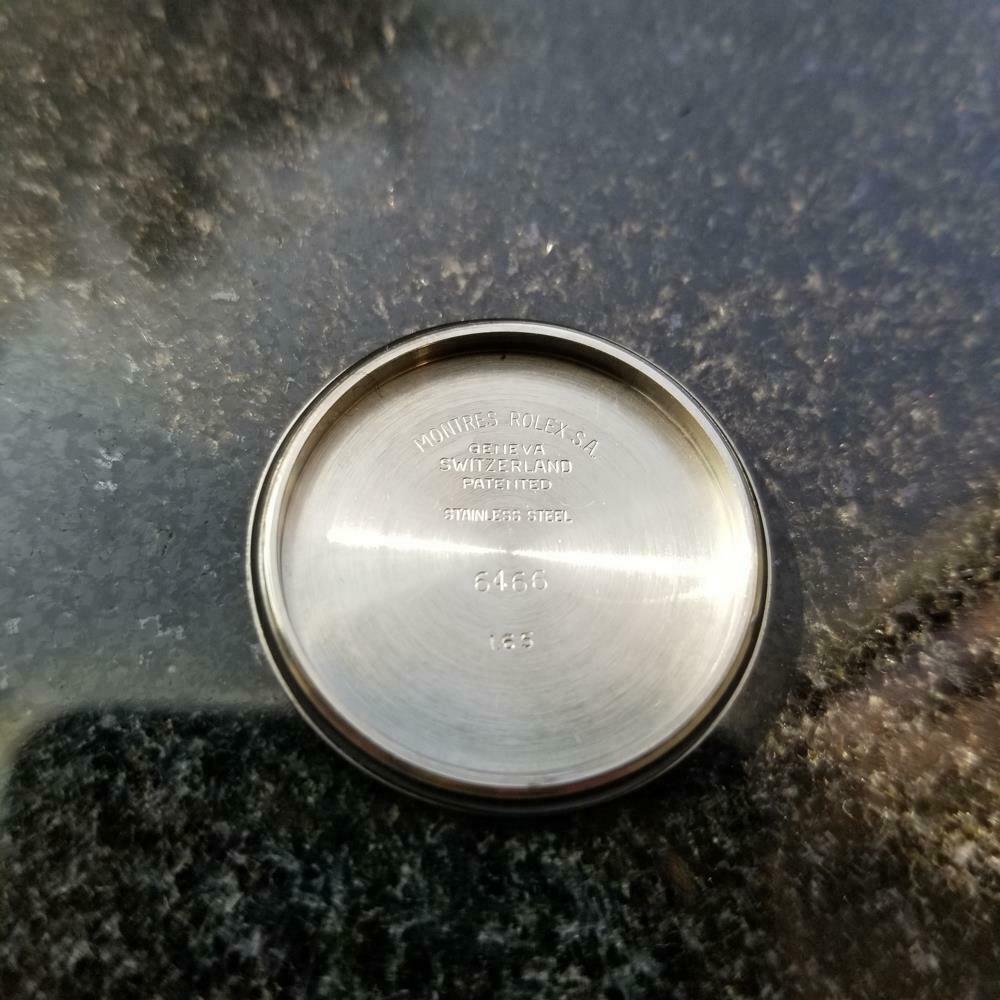 MONTRES ROLEX S.A.
GENEVA
SWITZERLAND
PATENTED
STAINLESS STEEL
6466
165